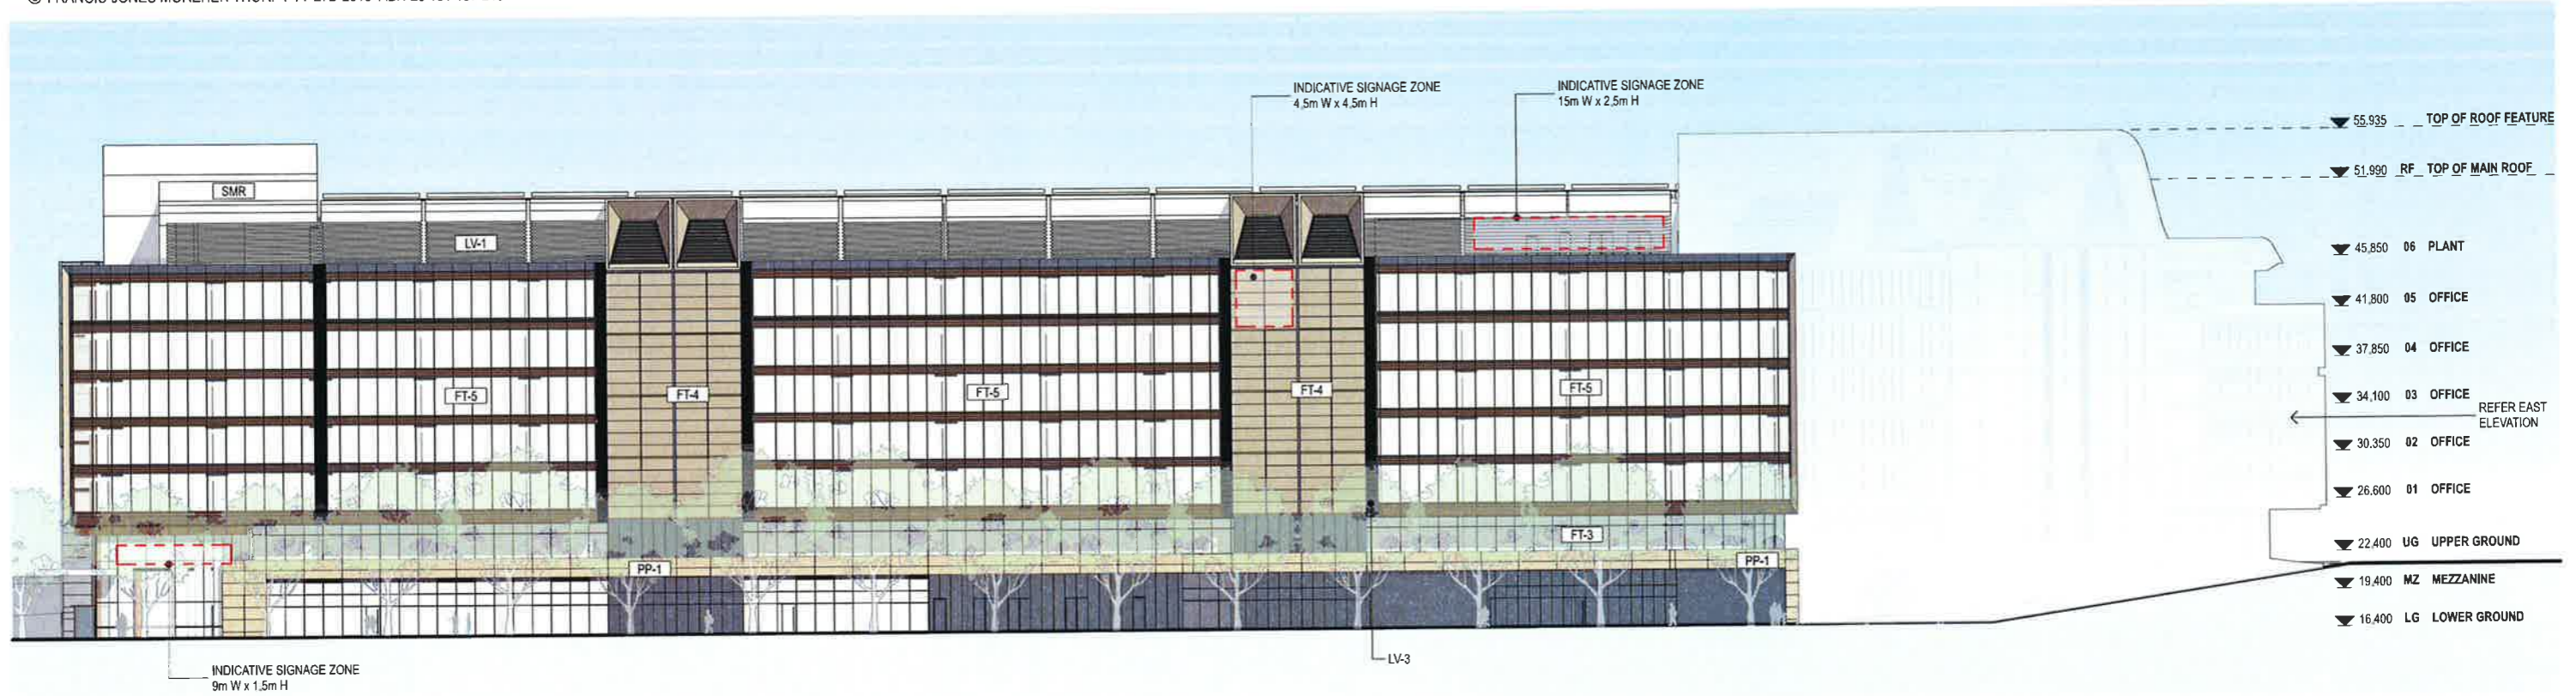 INDICATIVE SIGNAGE ZONE
4,5m W x 4,5m H
INDICATIVE SIGNAGE ZONE
15m W x 2,5m H
55,935 TOP OF ROOF FEATURE
51,990 RF TOP OF MAIN ROOF
SMR
LV-1
45,850 06 PLANT
41,800 05 OFFICE
37,850 04 OFFICE
FT-5
FT-4
FT-5
FT-4
FT-5
34,100 03 OFFICE
REFER EAST
ELEVATION
30.350 02 OFFICE
26,600 01 OFFICE
FT-3
22,400 UG UPPER GROUND
PP-1
PP-1
19,400 MZ MEZZANINE
16,400 LG LOWER GROUND
LV-3
INDICATIVE SIGNAGE ZONE
9m W x 1,5m H